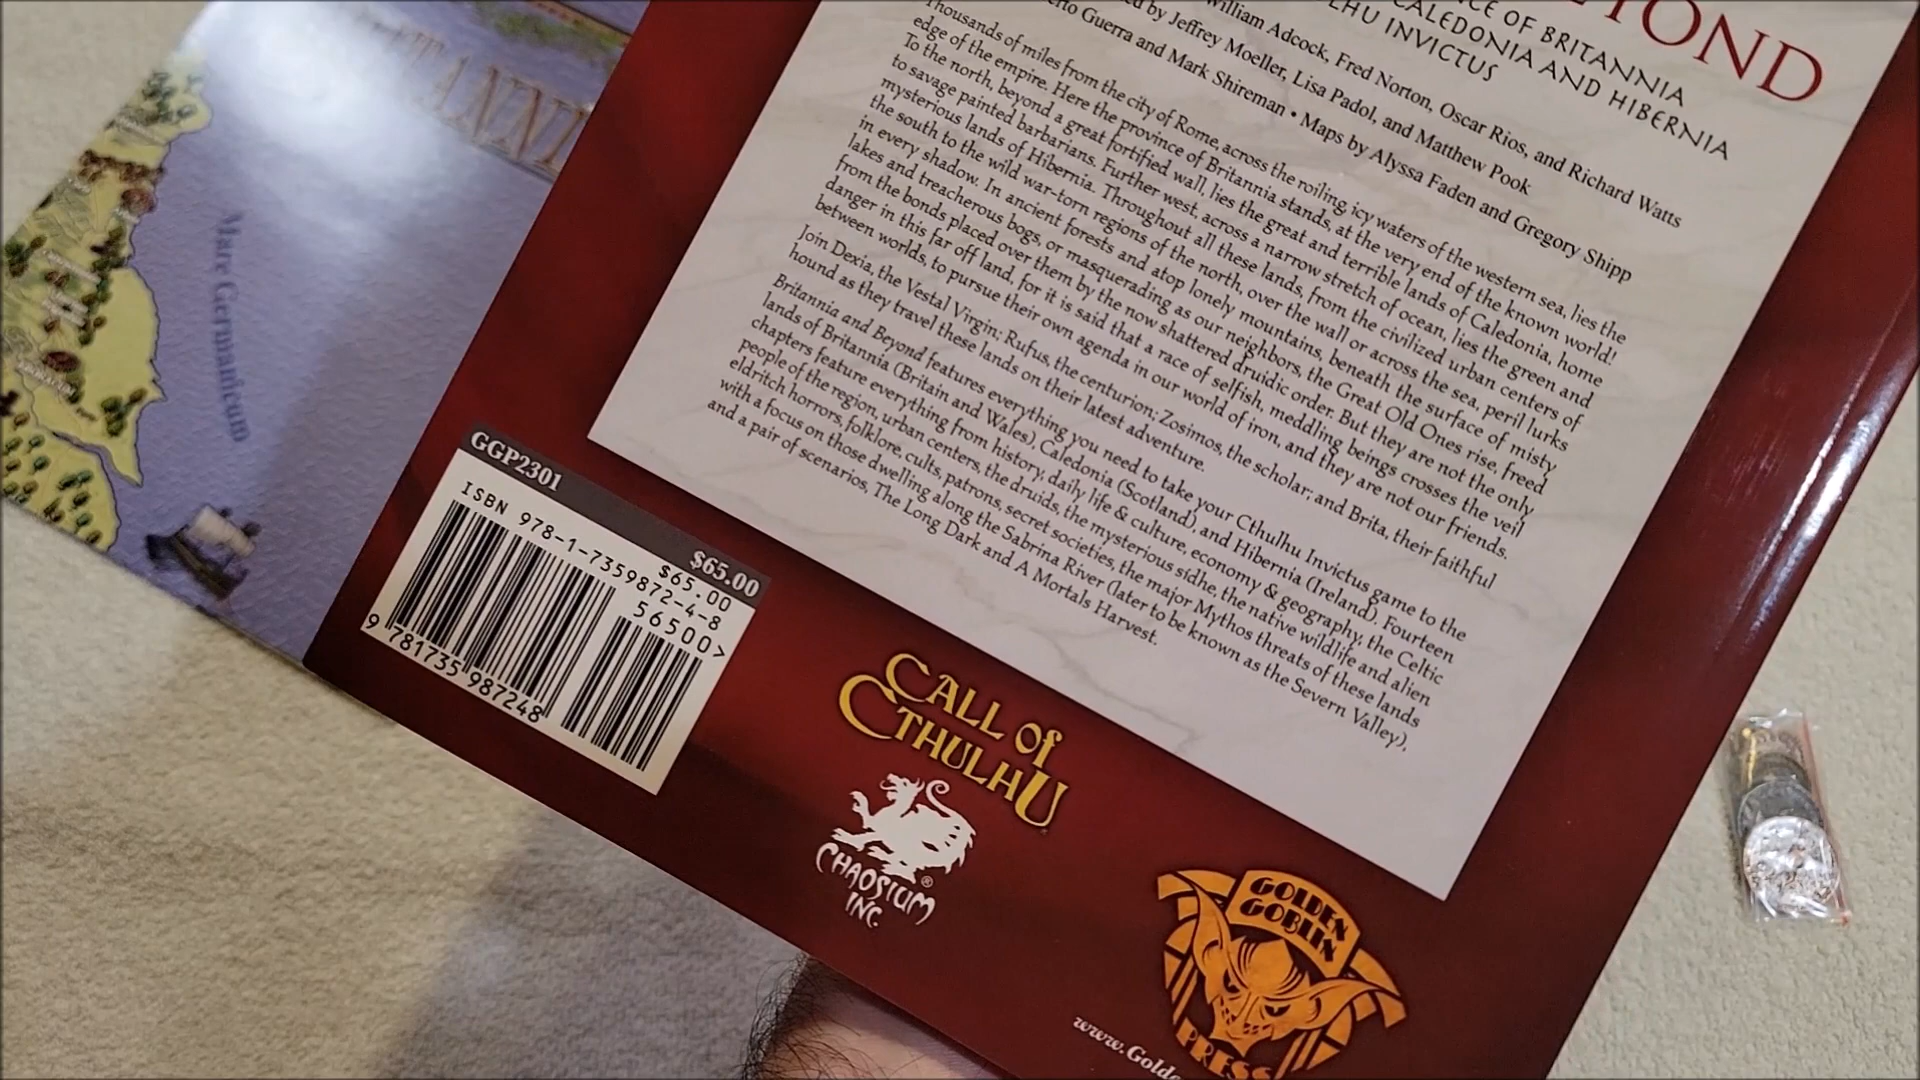 OF BRITANNIA
CALEDONIA AND HIBERNIA
INVICTUS
William Adcock, Fred Norton, Oscar Rios, and Richard Watts
by Jeffrey Moeller, Lisa Padol, and Matthew Pook
Guerra and Mark Shireman • Maps by Alyssa Faden and Gregory Shipp
Thousands of miles from the city of Rome, across the roiling, icy waters of the western sea, lies the
edge of the empire. Here the province of Britannia stands, at the very end of the known world!
To the north, beyond a great fortified wall, lies the great and terrible lands of Caledonia, home
to savage painted barbarians. Further west, across a narrow stretch of ocean, lies the green and
mysterious lands of Hibernia. Throughout all these lands, from the civilized urban centers of
the south to the wild war-torn regions of the north, over the wall or across the sea, peril lurks
in every shadow. In ancient forests and atop lonely mountains, beneath the surface of misty
lakes and treacherous bogs, or masquerading as our neighbors, the Great Old Ones rise, freed
from the bonds placed over them by the now shattered druidic order. But they are not the only
danger in this far off land, for it is said that a race of selfish, meddling beings crosses the veil
between worlds, to pursue their own agenda in our world of iron, and they are not our friends.
Join Dexia, the Vestal Virgin; Rufus, the centurion; Zosimos, the scholar; and Brita, their faithful
hound as they travel these lands on their latest adventure.
Britannia and Beyond features everything you need to take your Cthulhu Invictus game to the
lands of Britannia (Britain and Wales), Caledonia (Scotland), and Hibernia (Ireland). Fourteen
chapters feature everything from history, daily life & culture, economy & geography, the Celtic
people of the region, urban centers, the druids, the mysterious sídhe, the native wildlife and alien
eldritch horrors, folklore, cults, patrons, secret societies, the major Mythos threats of these lands
with a focus on those dwelling along the Sabrina River (later to be known as the Severn Valley),
and a pair of scenarios, The Long Dark and A Mortals Harvest.
Mare Germanicum
GGP2301
$65.00
ISBN 978-1-7359872-4-8
$65.00
56500>
9 781735 987248
CALL OF
CTHULHU
CHAOSIUM®
INC.
GOLDEN
GOBLIN
PRESS